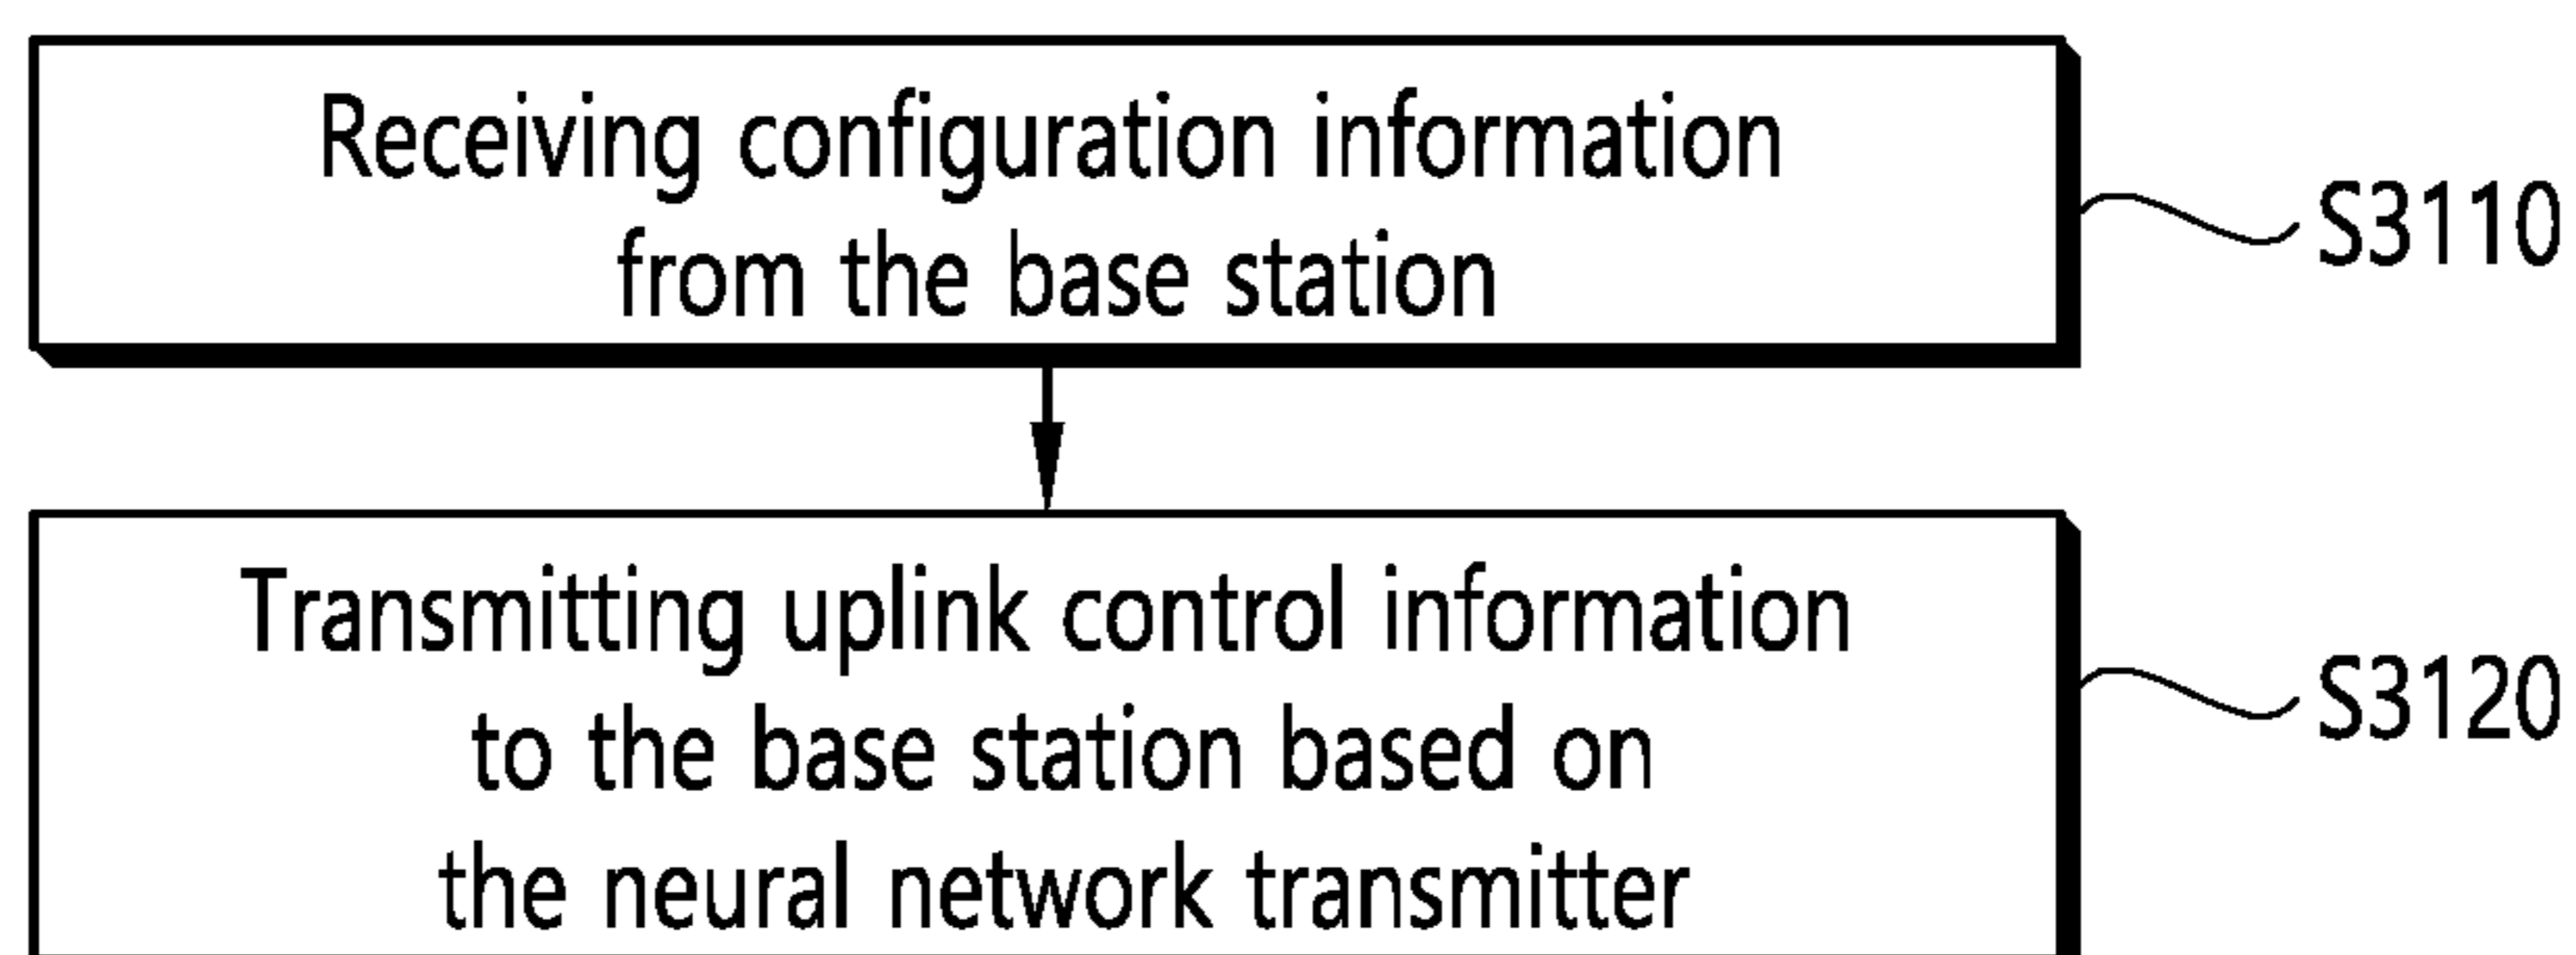 Receiving configuration information
from the base station
S3110
Transmitting uplink control information
to the base station based on
the neural network transmitter
S3120